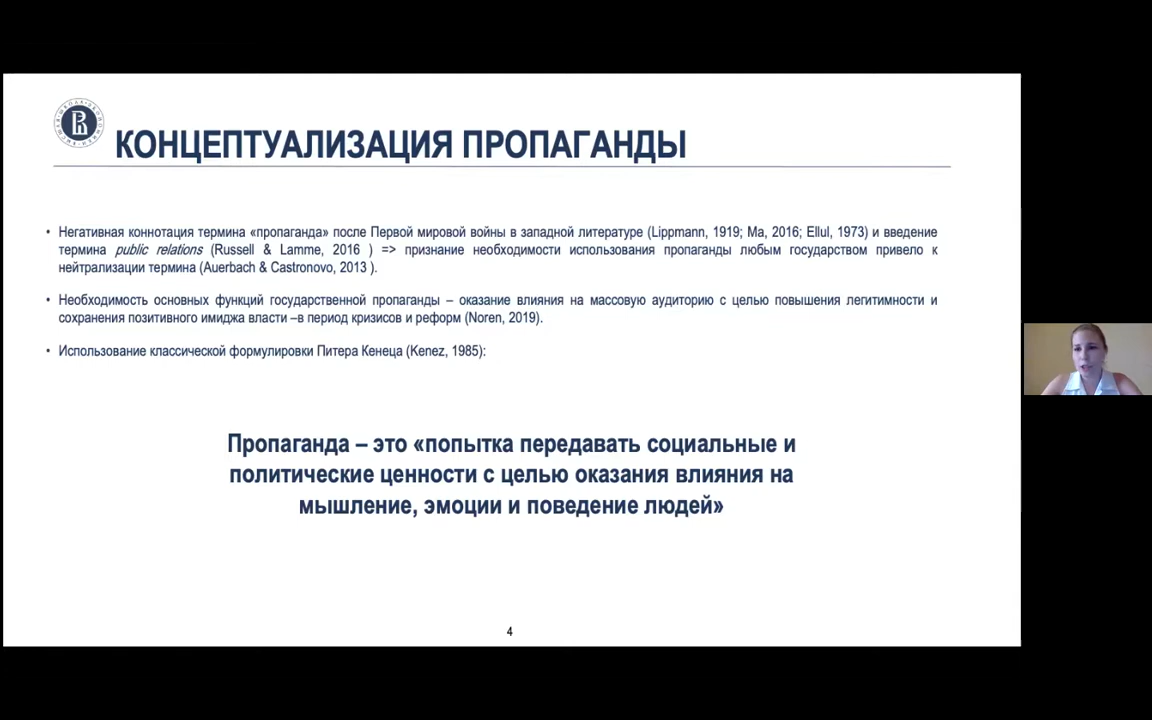 КОНЦЕПТУАЛИЗАЦИЯ ПРОПАГАНДЫ
• Негативная коннотация термина «пропаганда» после Первой мировой войны в западной литературе (Lippmann, 1919; Ma, 2016; Ellul, 1973) и введение
термина public relations (Russell & Lamme, 2016 ) => признание необходимости использования пропаганды любым государством привело к
нейтрализации термина (Auerbach & Castronovo, 2013 ).
• Необходимость основных функций государственной пропаганды – оказание влияния на массовую аудиторию с целью повышения легитимности и
сохранения позитивного имиджа власти –в период кризисов и реформ (Noren, 2019).
• Использование классической формулировки Питера Кенеца (Kenez, 1985):
Пропаганда – это «попытка передавать социальные и
политические ценности с целью оказания влияния на
мышление, эмоции и поведение людей»
4